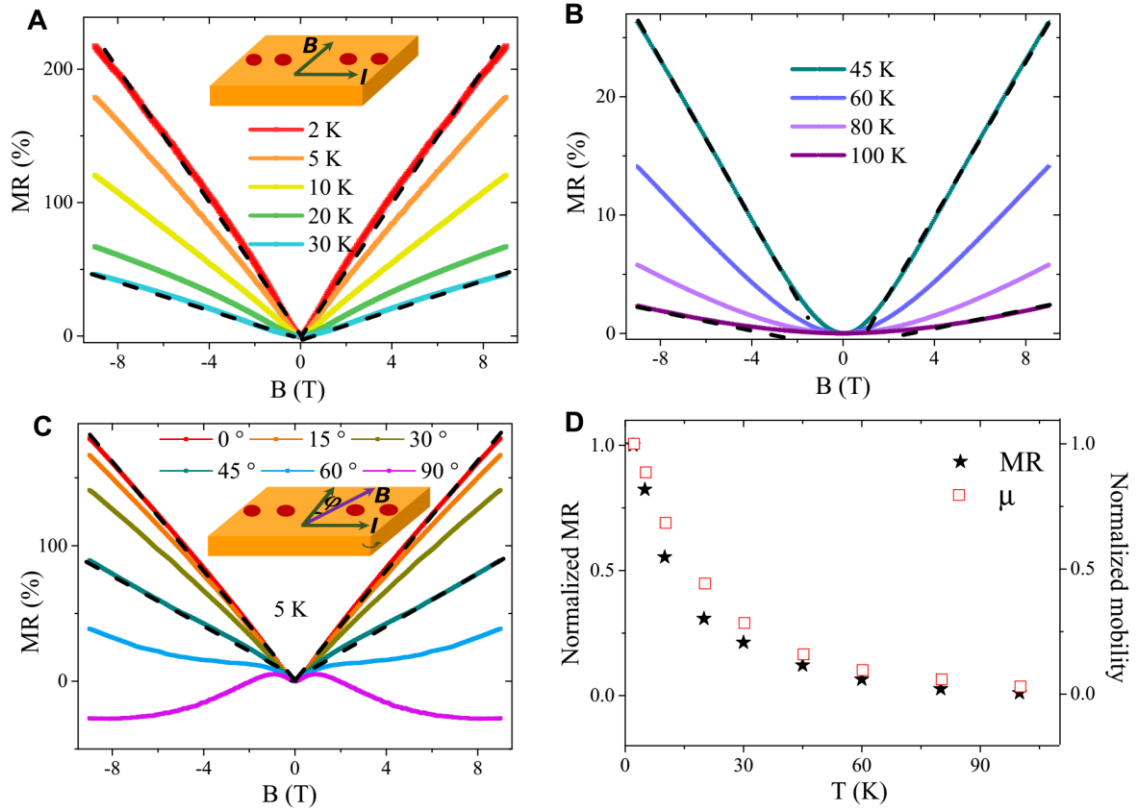 A
200
100
0
MR (%)
-8 -4 0 4 8
B (T)
B
I
2 K
5 K
10 K
20 K
30 K
B
20
10
0
MR (%)
-8 -4 0 4 8
B (T)
45 K
60 K
80 K
100 K
C
0 ° 15 ° 30 °
45 ° 60 ° 90 °
φ
B
I
5 K
100
0
MR (%)
-8 -4 0 4 8
B (T)
D
1.0
0.5
0.0
Normalized MR
MR
μ
1.0
0.5
0.0
Normalized mobility
0 30 60 90
T (K)